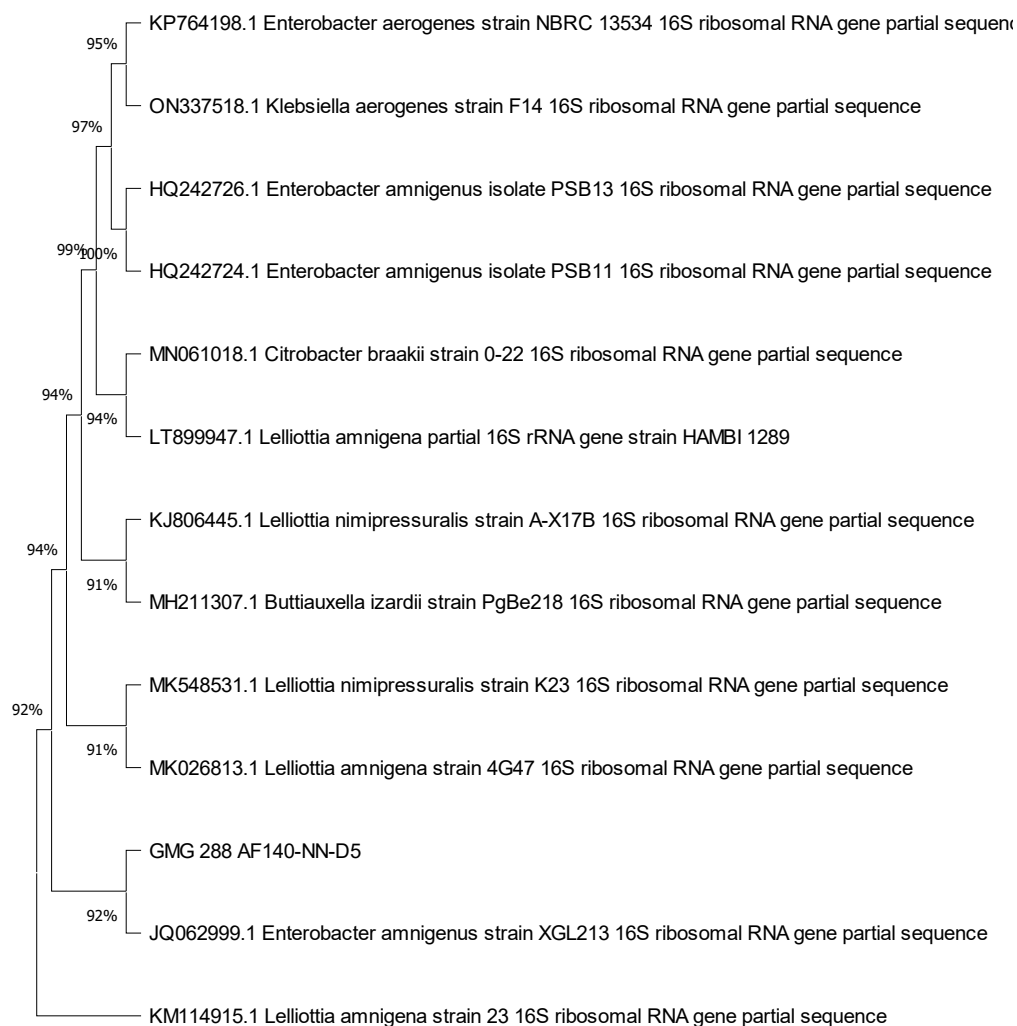 KP764198.1 Enterobacter aerogenes strain NBRC 13534 16S ribosomal RNA gene partial sequenc
95%
ON337518.1 Klebsiella aerogenes strain F14 16S ribosomal RNA gene partial sequence
97%
HQ242726.1 Enterobacter amnigenus isolate PSB13 16S ribosomal RNA gene partial sequence
99%
100%
HQ242724.1 Enterobacter amnigenus isolate PSB11 16S ribosomal RNA gene partial sequence
MN061018.1 Citrobacter braakii strain 0-22 16S ribosomal RNA gene partial sequence
94%
94%
LT899947.1 Lelliottia amnigena partial 16S rRNA gene strain HAMBI 1289
KJ806445.1 Lelliottia nimipressuralis strain A-X17B 16S ribosomal RNA gene partial sequence
94%
91%
MH211307.1 Buttiauxella izardii strain PgBe218 16S ribosomal RNA gene partial sequence
MK548531.1 Lelliottia nimipressuralis strain K23 16S ribosomal RNA gene partial sequence
92%
91%
MK026813.1 Lelliottia amnigena strain 4G47 16S ribosomal RNA gene partial sequence
GMG 288 AF140-NN-D5
92%
JQ062999.1 Enterobacter amnigenus strain XGL213 16S ribosomal RNA gene partial sequence
KM114915.1 Lelliottia amnigena strain 23 16S ribosomal RNA gene partial sequence